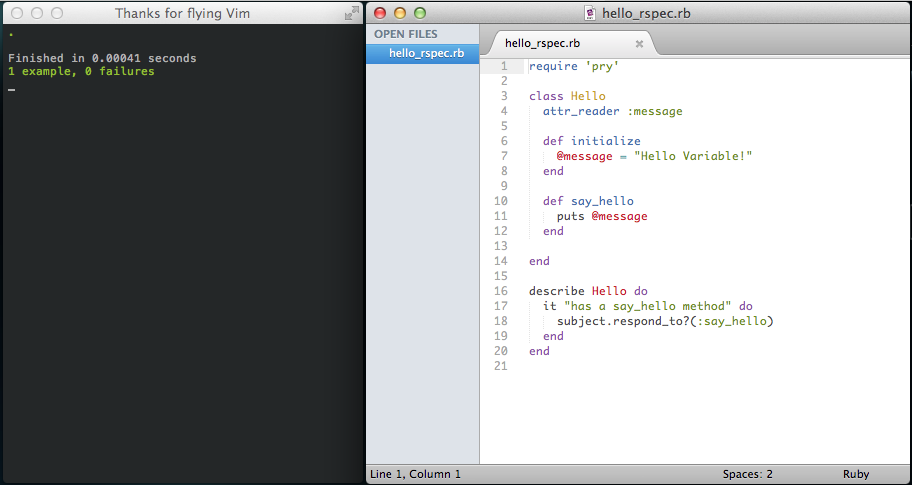 Thanks for flying Vim
.
Finished in 0.00041 seconds
1 example, 0 failures
hello_rspec.rb
OPEN FILES
hello_rspec.rb
hello_rspec.rb
1 require 'pry'
2
3 class Hello
4   attr_reader :message
5
6   def initialize
7     @message = "Hello Variable!"
8   end
9
10   def say_hello
11     puts @message
12   end
13
14 end
15
16 describe Hello do
17   it "has a say_hello method" do
18     subject.respond_to?(:say_hello)
19   end
20 end
21
Line 1, Column 1 Spaces: 2 Ruby